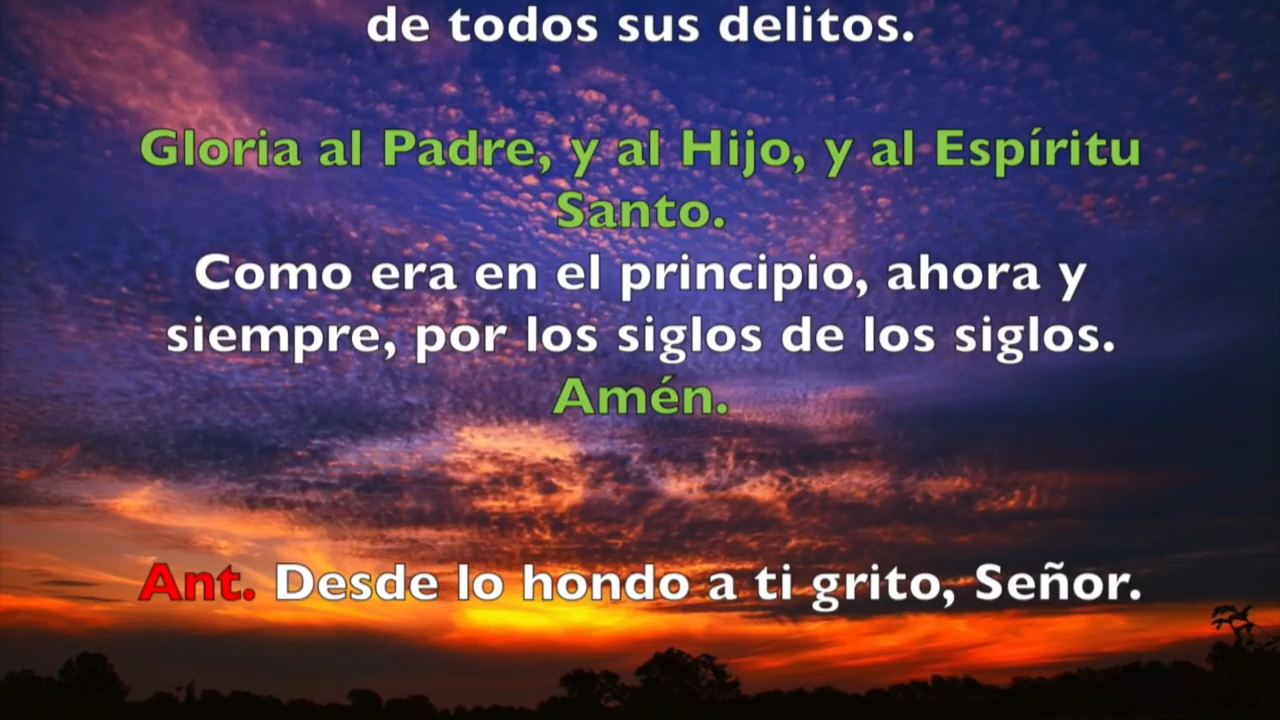 de todos sus delitos.
Gloria al Padre, y al Hijo, y al Espíritu
Santo.
Como era en el principio, ahora y
siempre, por los siglos de los siglos.
Amén.
Ant. Desde lo hondo a ti grito, Señor.